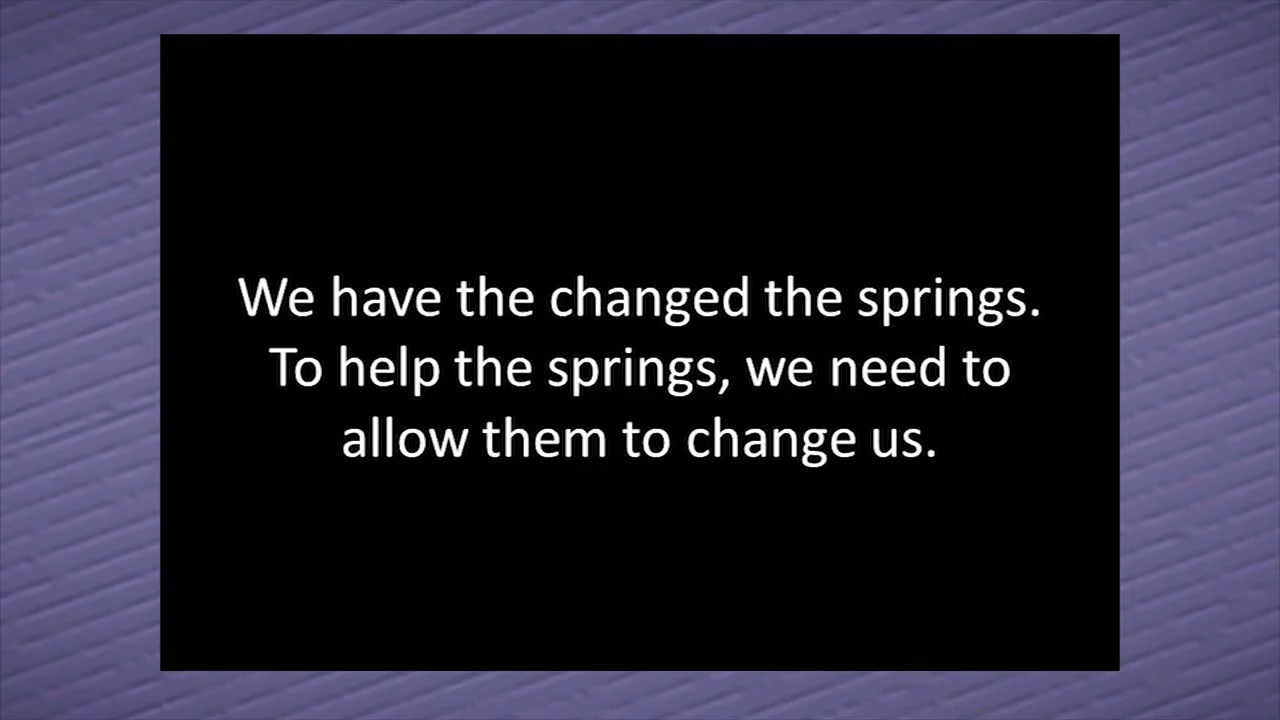 We have the changed the springs.
To help the springs, we need to
allow them to change us.